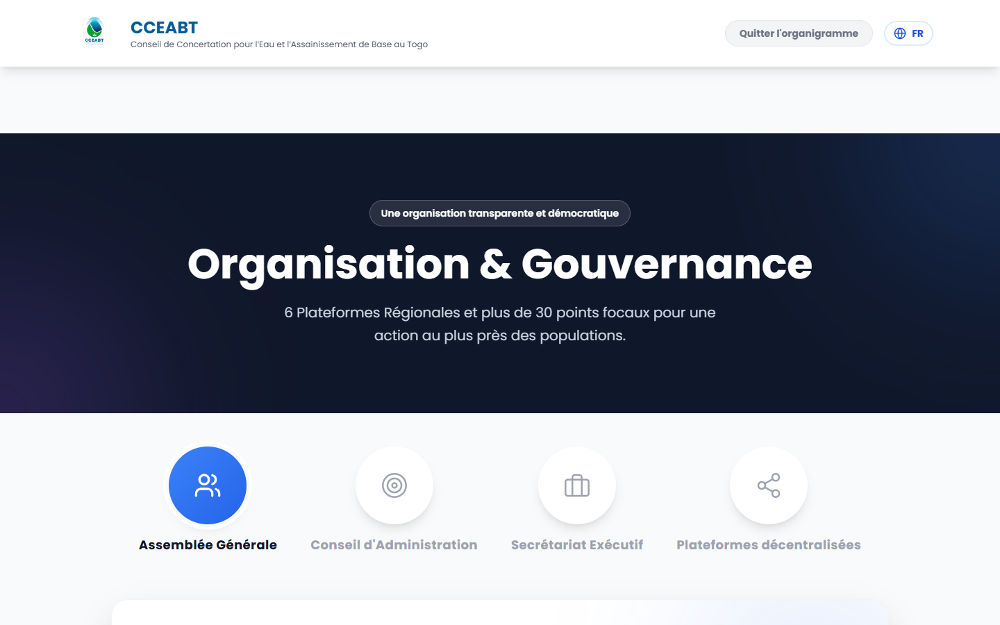 CCEABT
CCEABT
Conseil de Concertation pour l'Eau et l'Assainissement de Base au Togo
Quitter l'organigramme
FR
Une organisation transparente et démocratique
Organisation & Gouvernance
6 Plateformes Régionales et plus de 30 points focaux pour une
action au plus près des populations.
Assemblée Générale
Conseil d'Administration
Secrétariat Exécutif
Plateformes décentralisées